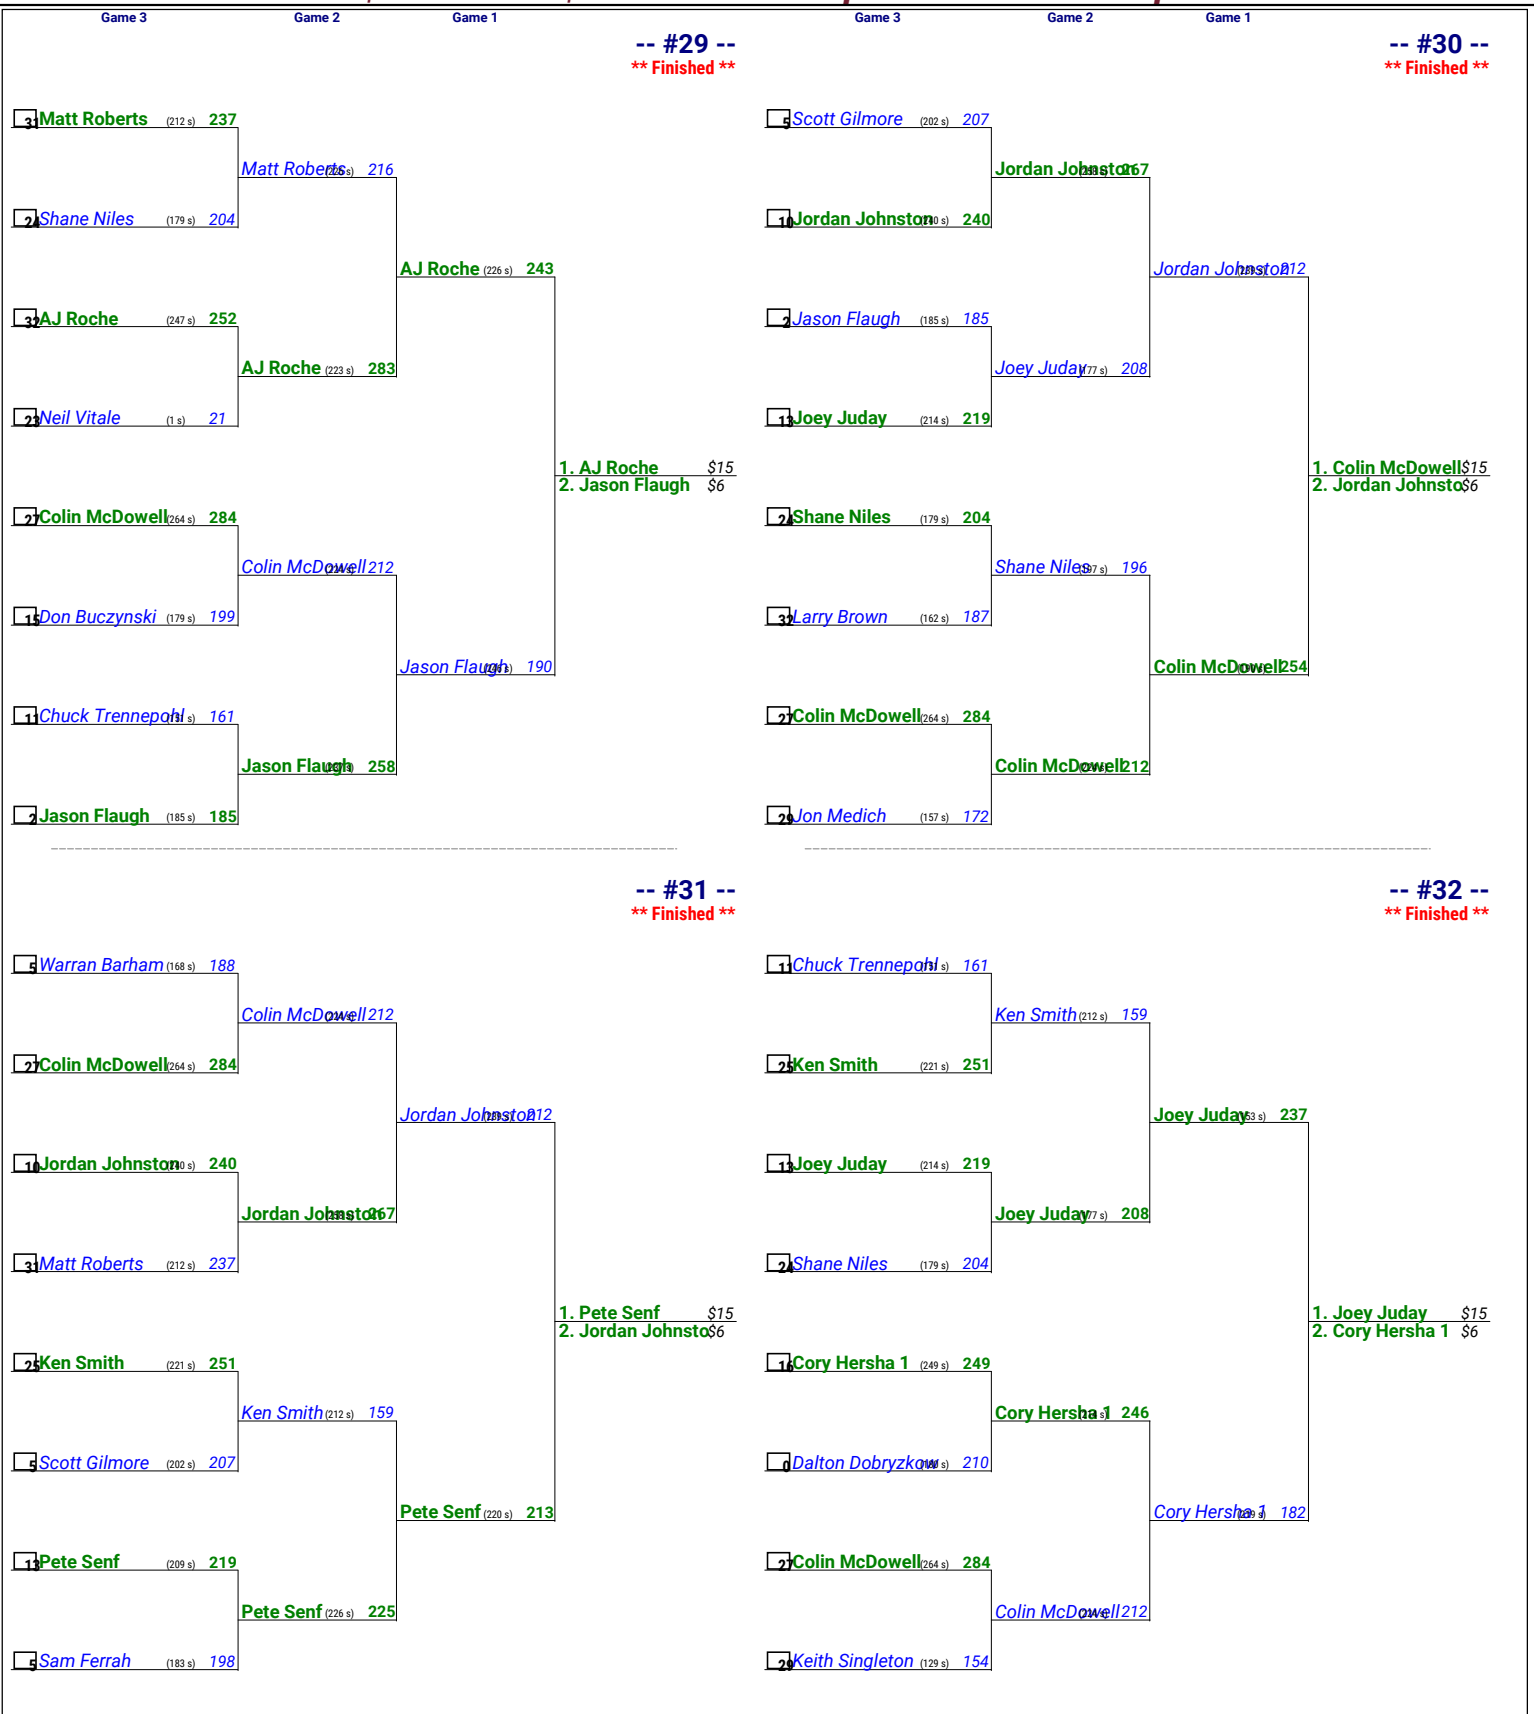 Game 3 Game 2 Game 1
-- #29 --
** Finished **
31 Matt Roberts (212 s) 237
Matt Roberts 216
24 Shane Niles (179 s) 204
AJ Roche (226 s) 243
32 AJ Roche (247 s) 252
AJ Roche (223 s) 283
23 Neil Vitale (1 s) 21
1. AJ Roche $15
2. Jason Flaugh $6
27 Colin McDowell (264 s) 284
Colin McDowell 212
15 Don Buczynski (179 s) 199
Jason Flaugh 190
11 Chuck Trennepohl 161
Jason Flaugh 258
2 Jason Flaugh (185 s) 185
Game 3 Game 2 Game 1
-- #30 --
** Finished **
5 Scott Gilmore (202 s) 207
Jordan Johnston 267
10 Jordan Johnston (240 s) 240
Jordan Johnston 212
2 Jason Flaugh (185 s) 185
Joey Juday (177 s) 208
13 Joey Juday (214 s) 219
1. Colin McDowell $15
2. Jordan Johnsto $6
24 Shane Niles (179 s) 204
Shane Niles (197 s) 196
32 Larry Brown (162 s) 187
Colin McDowell 254
27 Colin McDowell (264 s) 284
Colin McDowell 212
29 Jon Medich (157 s) 172
-- #31 --
** Finished **
5 Warran Barham (168 s) 188
Colin McDowell 212
27 Colin McDowell (264 s) 284
Jordan Johnston 212
10 Jordan Johnston (240 s) 240
Jordan Johnston 267
31 Matt Roberts (212 s) 237
1. Pete Senf $15
2. Jordan Johnsto $6
25 Ken Smith (221 s) 251
Ken Smith (212 s) 159
5 Scott Gilmore (202 s) 207
Pete Senf (220 s) 213
13 Pete Senf (209 s) 219
Pete Senf (226 s) 225
5 Sam Ferrah (183 s) 198
-- #32 --
** Finished **
11 Chuck Trennepohl 161
Ken Smith (212 s) 159
25 Ken Smith (221 s) 251
Joey Juday (153 s) 237
13 Joey Juday (214 s) 219
Joey Juday (177 s) 208
24 Shane Niles (179 s) 204
1. Joey Juday $15
2. Cory Hersha 1 $6
16 Cory Hersha 1 (249 s) 249
Cory Hersha 1 246
0 Dalton Dobryzkow 210
Cory Hersha 1 182
27 Colin McDowell (264 s) 284
Colin McDowell 212
29 Keith Singleton (129 s) 154